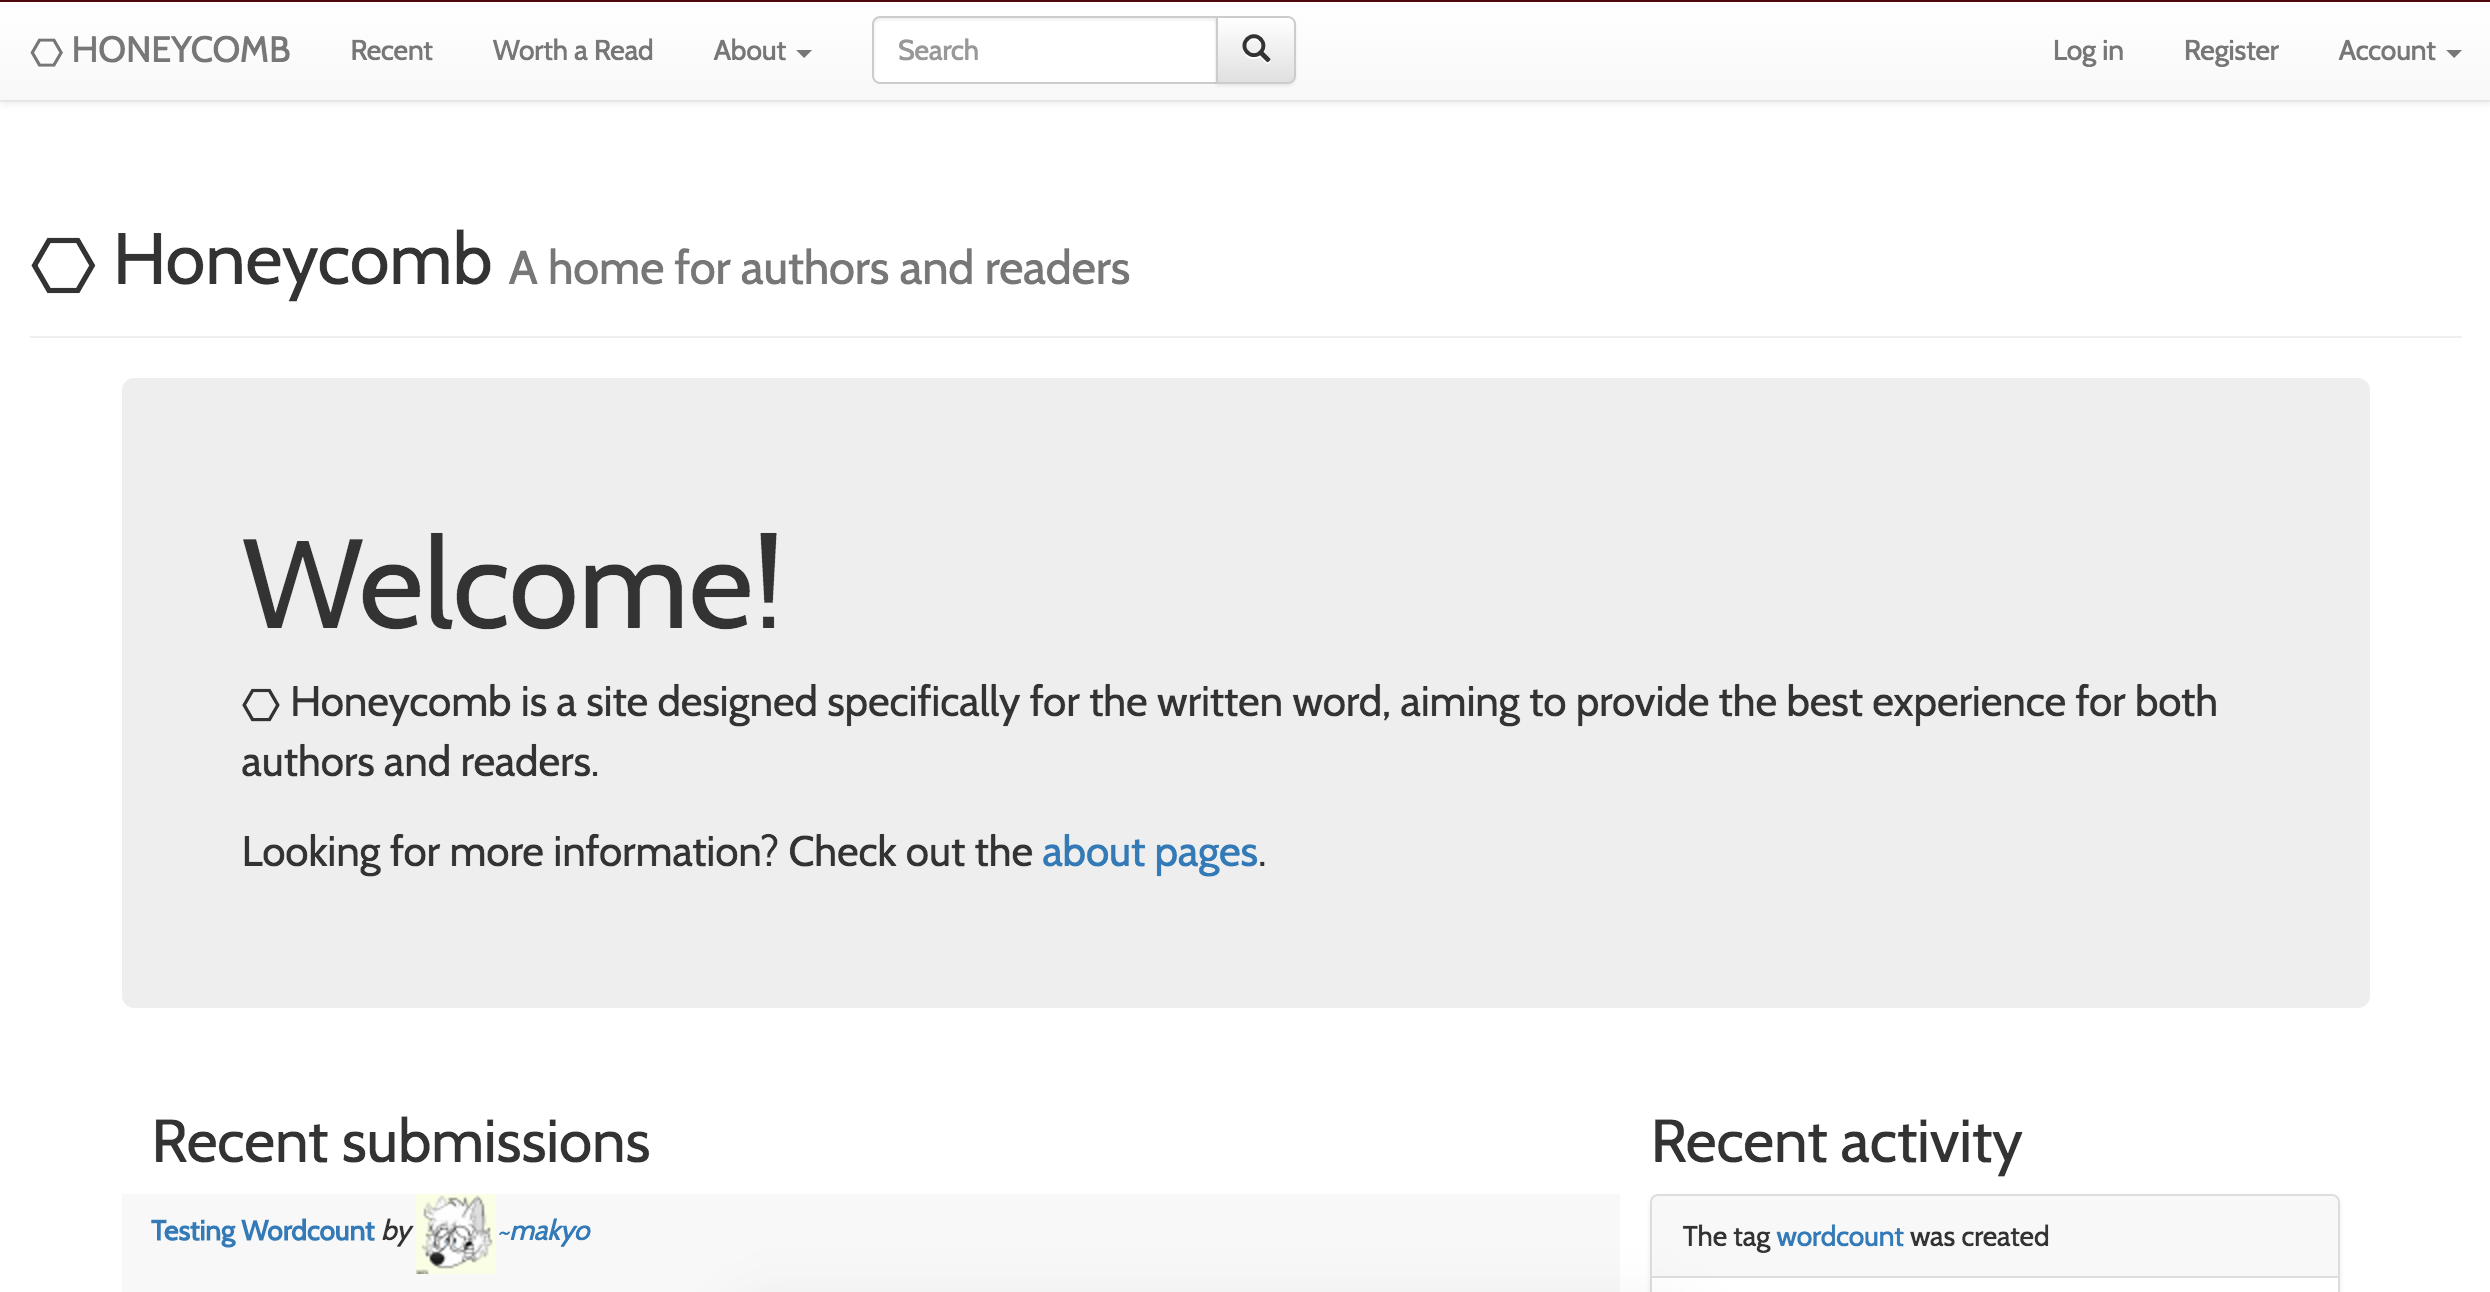 HONEYCOMB Recent Worth a Read About Search Log in Register Account
Honeycomb A home for authors and readers
Welcome!
Honeycomb is a site designed specifically for the written word, aiming to provide the best experience for both
authors and readers.
Looking for more information? Check out the about pages.
Recent submissions
Testing Wordcount by ~makyo
Recent activity
The tag wordcount was created